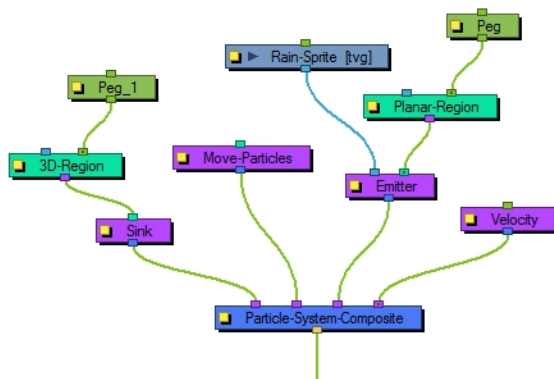 Peg
Rain-Sprite [tvg]
Peg_1
Planar-Region
3D-Region
Move-Particles
Emitter
Sink
Velocity
Particle-System-Composite